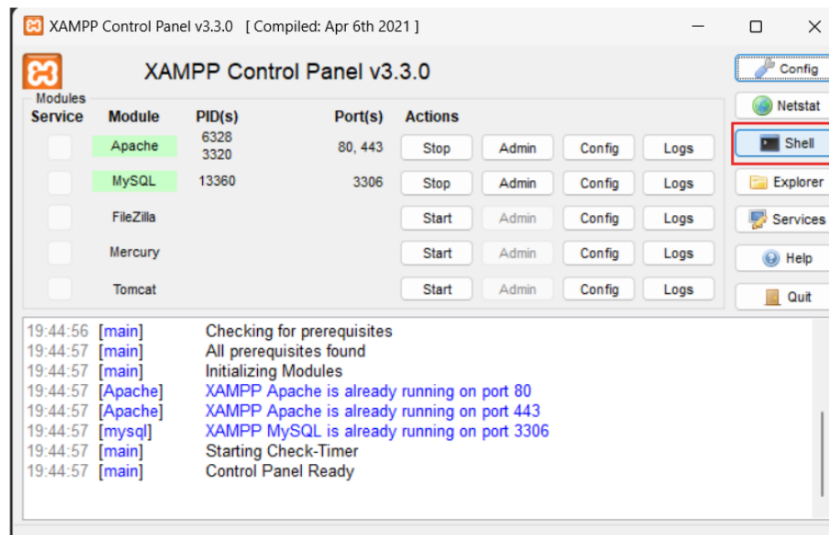 XAMPP Control Panel v3.3.0 [ Compiled: Apr 6th 2021 ]
XAMPP Control Panel v3.3.0
Config
Modules
Service Module PID(s) Port(s) Actions
Netstat
Apache 6328 3320 80, 443 Stop Admin Config Logs
Shell
MySQL 13360 3306 Stop Admin Config Logs
Explorer
FileZilla Start Admin Config Logs
Services
Mercury Start Admin Config Logs
Help
Tomcat Start Admin Config Logs
Quit
19:44:56 [main] Checking for prerequisites
19:44:57 [main] All prerequisites found
19:44:57 [main] Initializing Modules
19:44:57 [Apache] XAMPP Apache is already running on port 80
19:44:57 [Apache] XAMPP Apache is already running on port 443
19:44:57 [mysql] XAMPP MySQL is already running on port 3306
19:44:57 [main] Starting Check-Timer
19:44:57 [main] Control Panel Ready